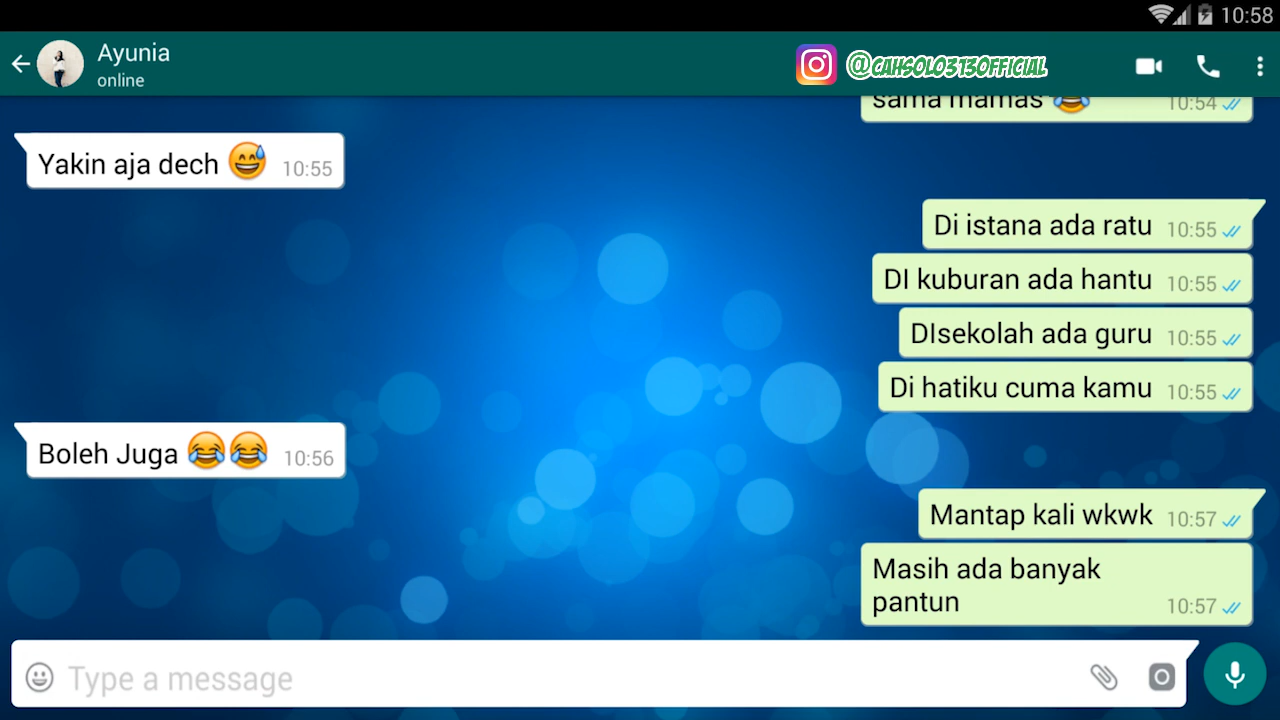 10:58
Ayunia
online
@CAHSOLO313OFFICIAL
sama mamas 😂 10:54
Yakin aja dech 😅 10:55
Di istana ada ratu 10:55
DI kuburan ada hantu 10:55
DIsekolah ada guru 10:55
Di hatiku cuma kamu 10:55
Boleh Juga 😂😂 10:56
Mantap kali wkwk 10:57
Masih ada banyak
pantun 10:57
Type a message